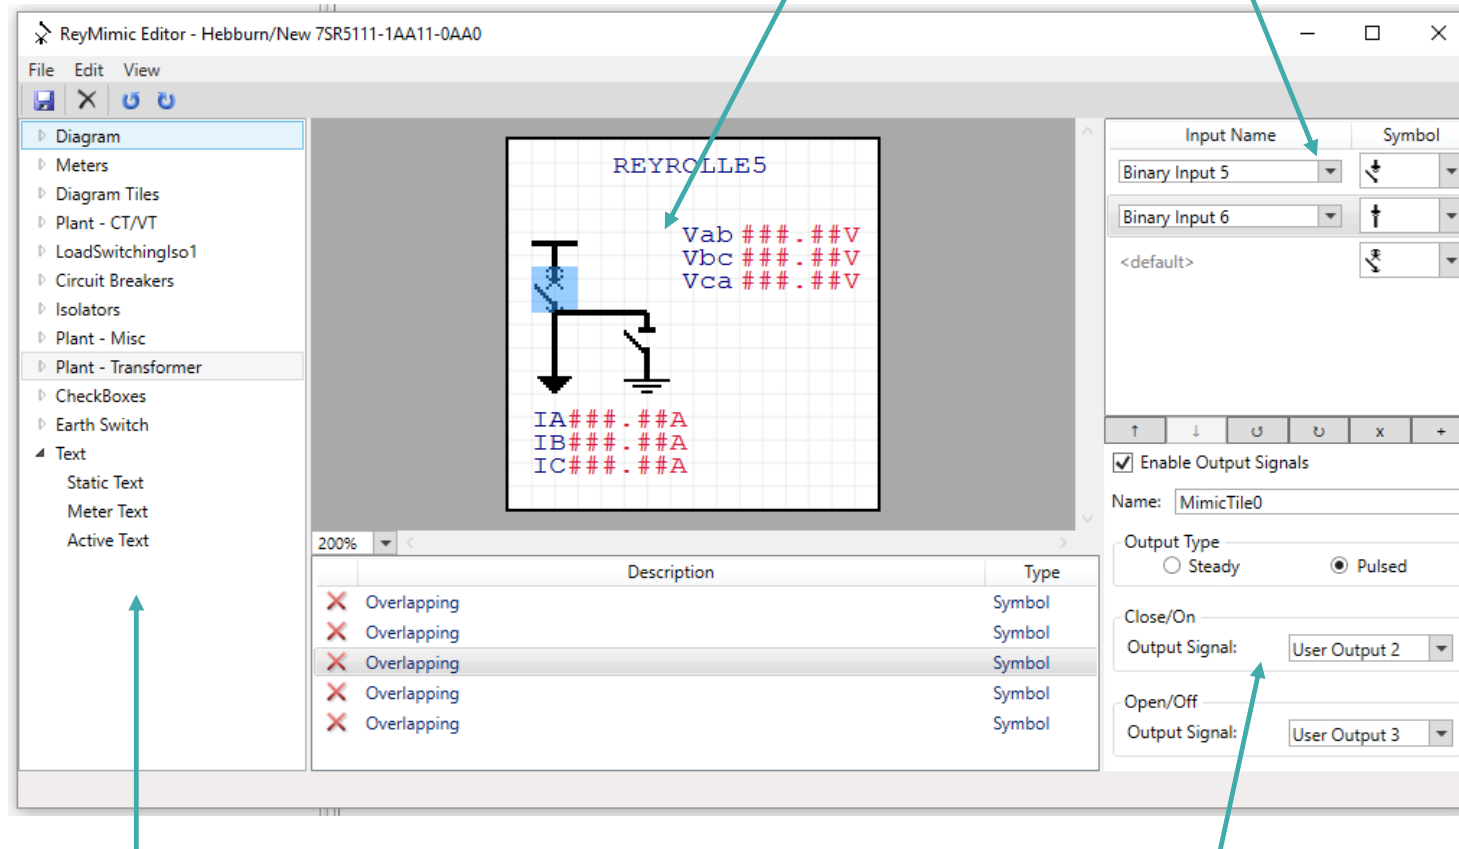 ReyMimic Editor - Hebburn/New 7SR5111-1AA11-0AA0
File Edit View
Diagram
Meters
Diagram Tiles
Plant - CT/VT
LoadSwitchingIso1
Circuit Breakers
Isolators
Plant - Misc
Plant - Transformer
CheckBoxes
Earth Switch
Text
Static Text
Meter Text
Active Text
REYROLLE5
Vab ###.##V
Vbc ###.##V
Vca ###.##V
IA###.##A
IB###.##A
IC###.##A
200%
Description Type
Overlapping Symbol
Overlapping Symbol
Overlapping Symbol
Overlapping Symbol
Overlapping Symbol
Input Name Symbol
Binary Input 5
Binary Input 6
<default>
↑ ↓ ↺ ↻ x +
Enable Output Signals
Name: MimicTile0
Output Type
Steady Pulsed
Close/On
Output Signal: User Output 2
Open/Off
Output Signal: User Output 3